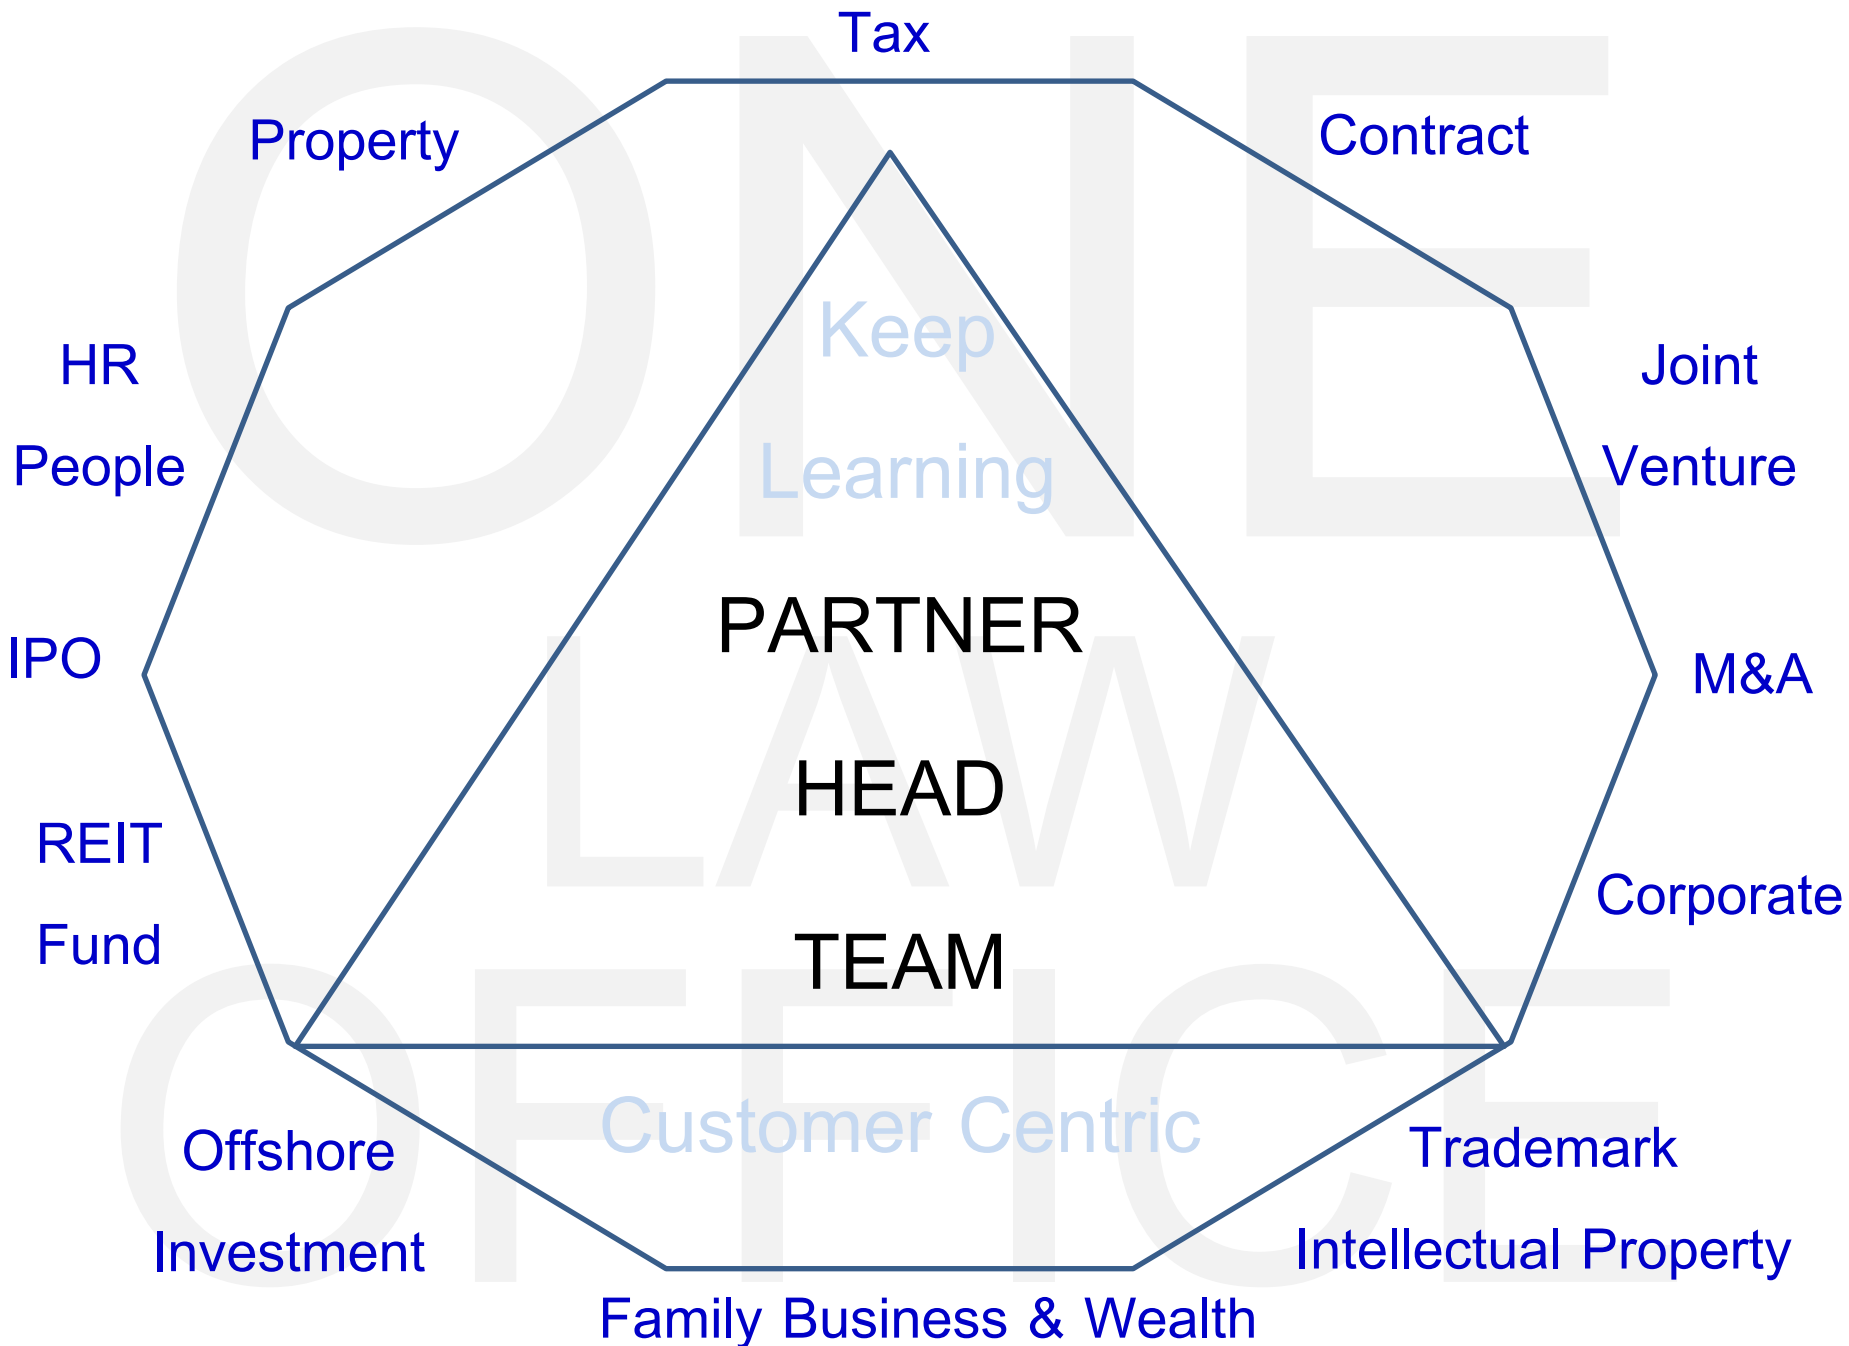 Tax
Property
Contract
Keep
Learning
HR
People
Joint
Venture
PARTNER
IPO
M&A
HEAD
REIT
Fund
Corporate
TEAM
Customer Centric
Offshore
Investment
Trademark
Intellectual Property
Family Business & Wealth
ONE
LAW
OFFICE